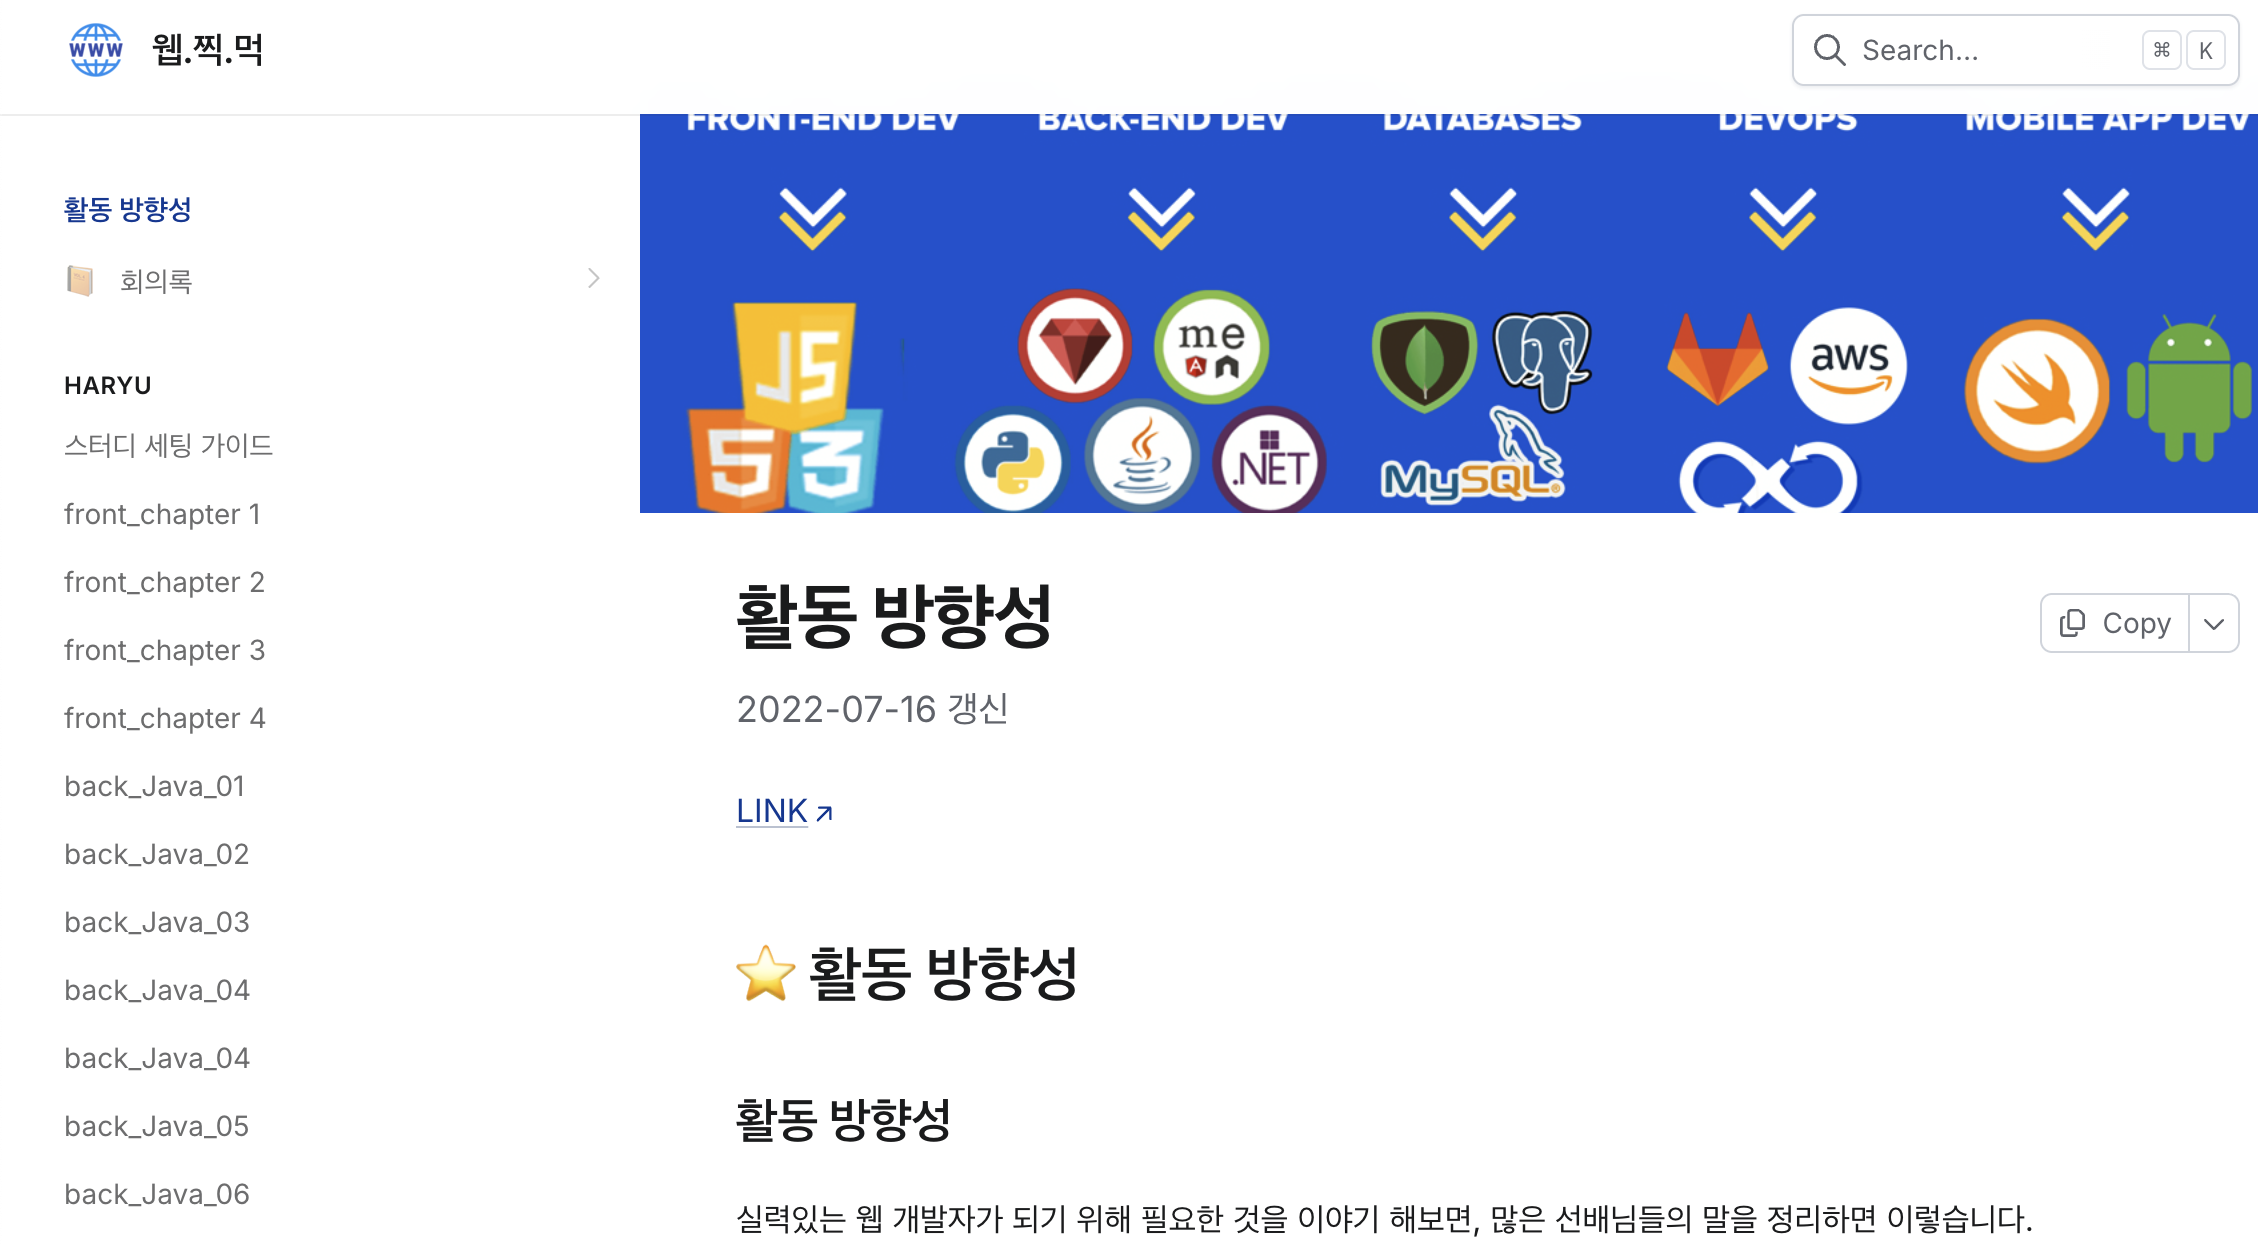 www 웹.찍.먹
Search... ⌘ K
FRONT-END DEV BACK-END DEV DATABASES DEVOPS MOBILE APP DEV
JS
5 3
me
A
.NET
MySQL
aws
활동 방향성
회의록
HARYU
스터디 세팅 가이드
front_chapter 1
front_chapter 2
front_chapter 3
front_chapter 4
back_Java_01
back_Java_02
back_Java_03
back_Java_04
back_Java_04
back_Java_05
back_Java_06
활동 방향성
Copy
2022-07-16 갱신
LINK
⭐ 활동 방향성
활동 방향성
실력있는 웹 개발자가 되기 위해 필요한 것을 이야기 해보면, 많은 선배님들의 말을 정리하면 이렇습니다.